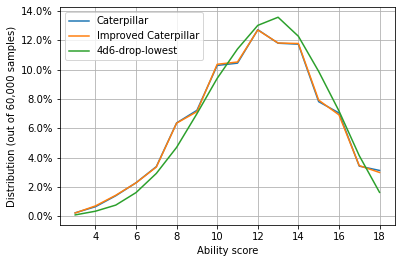 14.0%
12.0%
10.0%
8.0%
6.0%
4.0%
2.0%
0.0%
Distribution (out of 60,000 samples)
Caterpillar
Improved Caterpillar
4d6-drop-lowest
4 6 8 10 12 14 16 18
Ability score